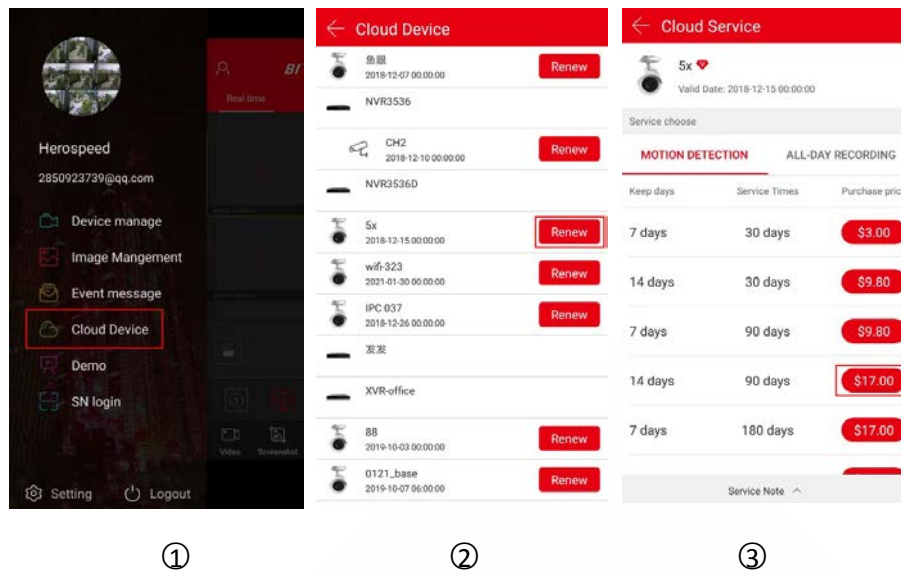 Herospeed
2850923739@qq.com
Device manage
Image Mangement
Event message
Cloud Device
Demo
SN login
Setting
Logout
BI
Real time
Video
Screenshot
Cloud Device
鱼眼
2018-12-07 00:00:00
Renew
NVR3536
CH2
2018-12-10 00:00:00
Renew
NVR3536D
5x
2018-12-15 00:00:00
Renew
wifi-323
2021-01-30 00:00:00
Renew
IPC 037
2018-12-26 00:00:00
Renew
发发
XVR-office
88
2019-10-03 00:00:00
Renew
0121_base
2019-10-07 06:00:00
Renew
Cloud Service
5x
Valid Date: 2018-12-15 00:00:00
Service choose
MOTION DETECTION ALL-DAY RECORDING
Keep days Service Times Purchase pric
7 days 30 days $3.00
14 days 30 days $9.80
7 days 90 days $9.80
14 days 90 days $17.00
7 days 180 days $17.00
Service Note
① ② ③